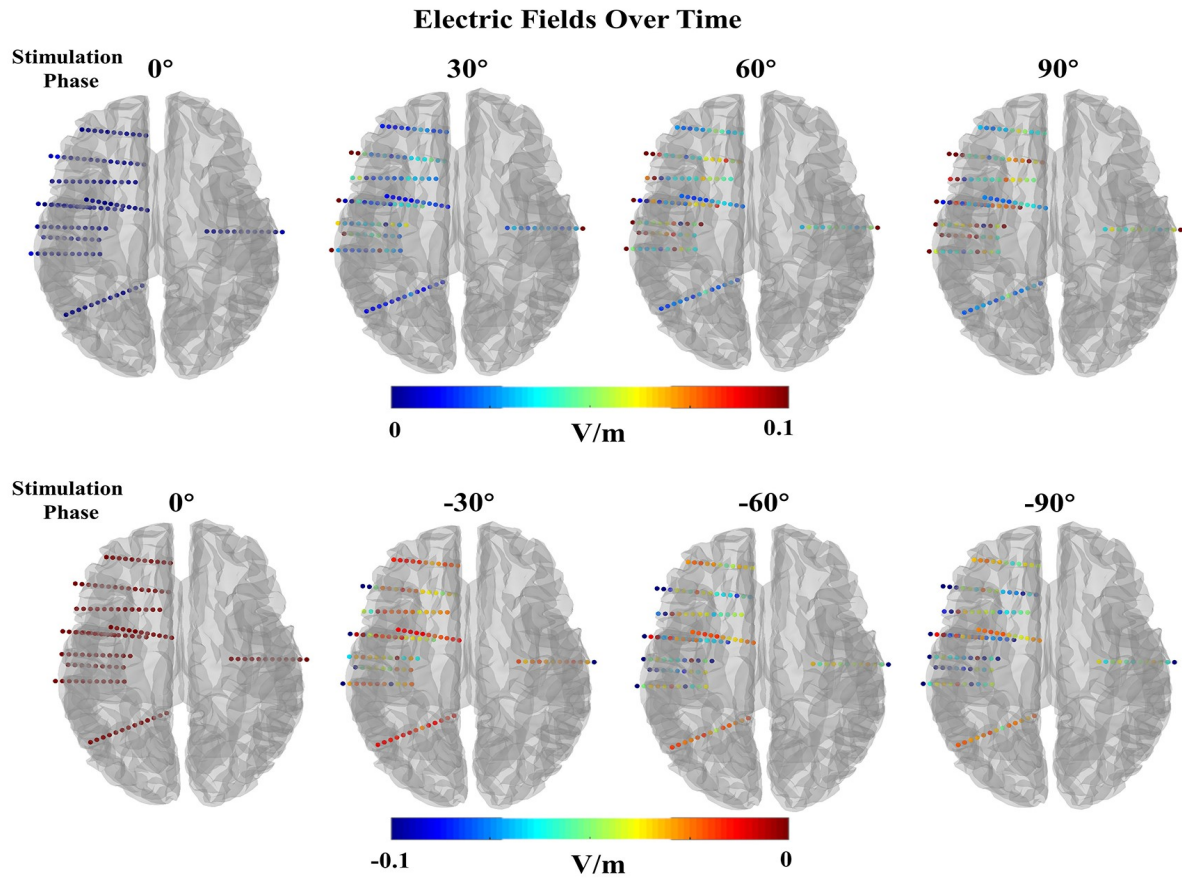 Electric Fields Over Time
Stimulation
Phase
0°
30°
60°
90°
0
V/m
0.1
Stimulation
Phase
0°
-30°
-60°
-90°
-0.1
V/m
0